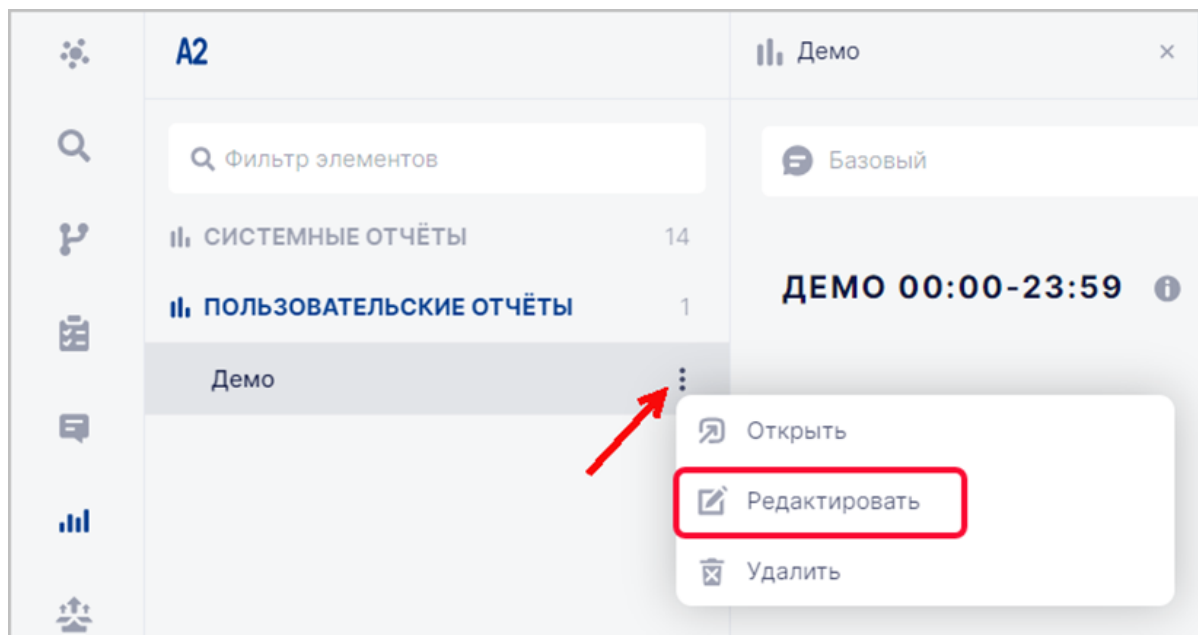 A2
Демо
Фильтр элементов
Базовый
СИСТЕМНЫЕ ОТЧЁТЫ 14
ПОЛЬЗОВАТЕЛЬСКИЕ ОТЧЁТЫ 1
ДЕМО 00:00-23:59
Демо
Открыть
Редактировать
Удалить